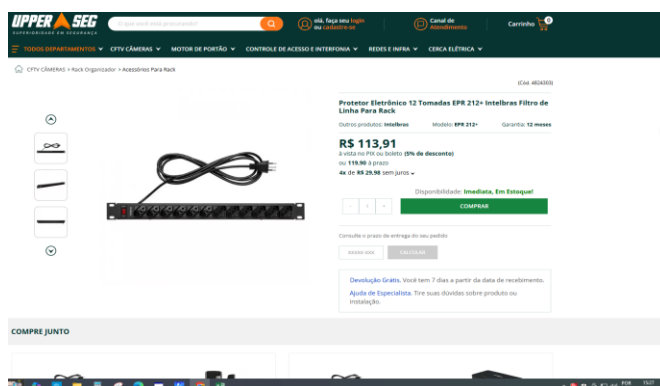 UPPER SEG
SUPERIORIDADE EM SEGURANÇA
O que você está procurando?
olá, faça seu login
ou cadastre-se
Canal de
Atendimento
Carrinho
0
TODOS DEPARTAMENTOS
CFTV CÂMERAS
MOTOR DE PORTÃO
CONTROLE DE ACESSO E INTERFONIA
REDES E INFRA
CERCA ELÉTRICA
CFTV CÂMERAS > Rack Organizador > Acessórios Para Rack
(Cód. 4824303)
Protetor Eletrônico 12 Tomadas EPR 212+ Intelbras Filtro de
Linha Para Rack
Outros produtos: Intelbras
Modelo: EPR 212+
Garantia: 12 meses
R$ 113,91
à vista no PIX ou boleto (5% de desconto)
ou 119,90 à prazo
4x de R$ 29,98 sem juros
Disponibilidade: Imediata, Em Estoque!
COMPRAR
Consulte o prazo de entrega do seu pedido
CALCULAR
Devolução Grátis. Você tem 7 dias a partir da data de recebimento.
Ajuda de Especialista. Tire suas dúvidas sobre produto ou
instalação.
COMPRE JUNTO
POR
15:27